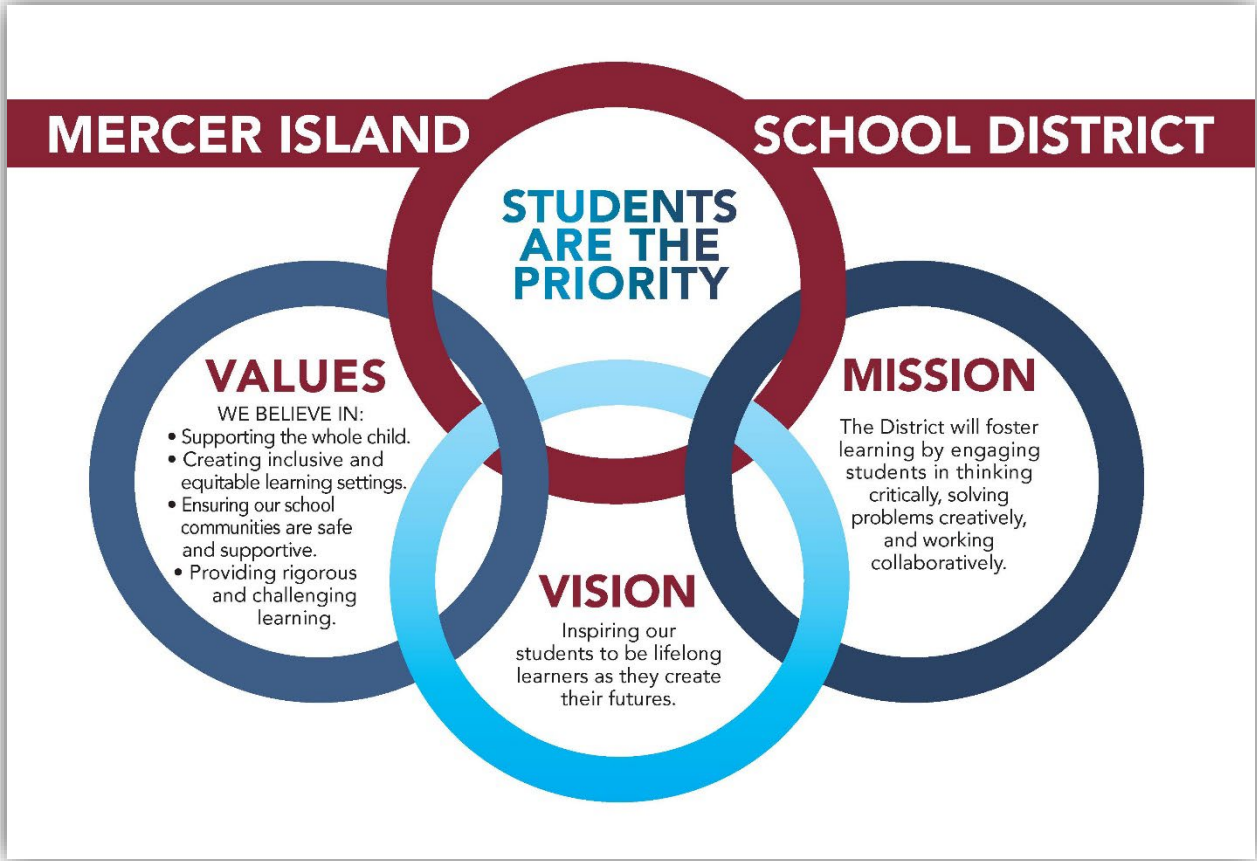 MERCER ISLAND SCHOOL DISTRICT
STUDENTS
ARE THE
PRIORITY
VALUES
WE BELIEVE IN:
• Supporting the whole child.
• Creating inclusive and
equitable learning settings.
• Ensuring our school
communities are safe
and supportive.
• Providing rigorous
and challenging
learning.
VISION
Inspiring our
students to be lifelong
learners as they create
their futures.
MISSION
The District will foster
learning by engaging
students in thinking
critically, solving
problems creatively,
and working
collaboratively.